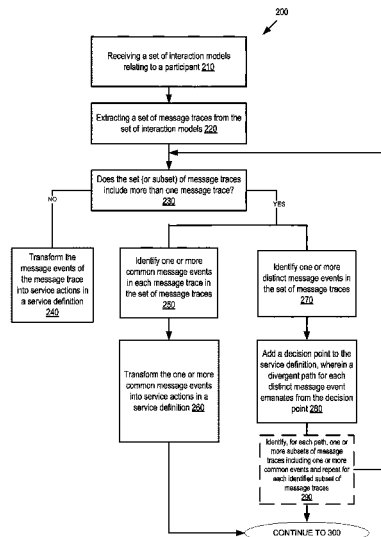 200
Receiving a set of interaction models
relating to a participant 210
Extracting a set of message traces from the
set of interaction models 220
Does the set (or subset) of message traces
include more than one message trace?
230
NO
YES
Transform the
message events of
the message trace
into service actions in
a service definition
240
Identify one or more
common message events
in each message trace in
the set of message traces
250
Identify one or more
distinct message events in
the set of message traces
270
Transform the one or more
common message events
into service actions in a
service definition 260
Add a decision point to the
service definition, wherein a
divergent path for each
distinct message event
emanates from the decision
point 280
Identify, for each path, one or
more subsets of message
traces including one or more
common events and repeat for
each identified subset of
message traces
290
CONTINUE TO 300